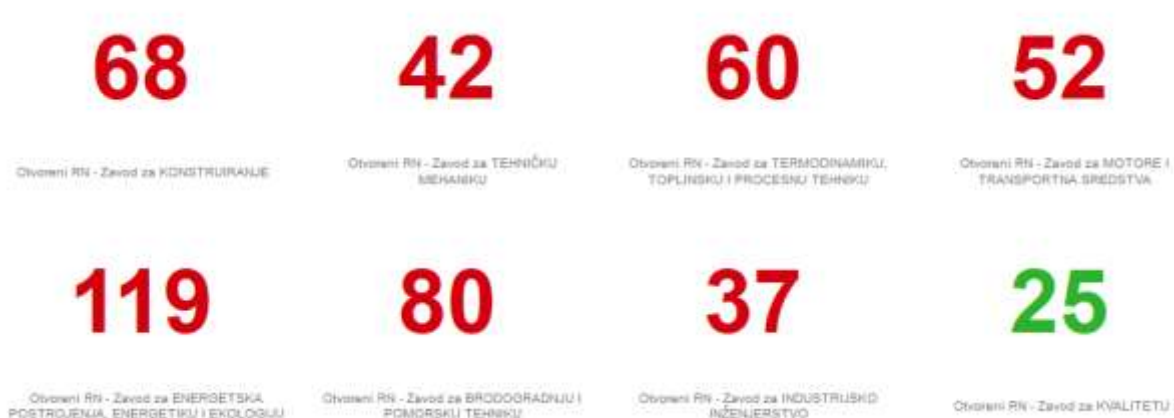 68
42
60
52
Otvoreni RN - Zavod za KONSTRUIRANJE
Otvoreni RN - Zavod za TEHNIČKU
MEHANIKU
Otvoreni RN - Zavod za TERMODINAMIKU,
TOPLINSKU I PROCESNU TEHNIKU
Otvoreni RN - Zavod za MOTORE I
TRANSPORTNA SREDSTVA
119
80
37
25
Otvoreni RN - Zavod za ENERGETSKA
POSTROJENJA, ENERGETIKU I EKOLOGIJU
Otvoreni RN - Zavod za BRODOGRADNJU I
POMORSKU TEHNIKU
Otvoreni RN - Zavod za INDUSTRIJSKO
INŽENJERSTVO
Otvoreni RN - Zavod za KVALITETU